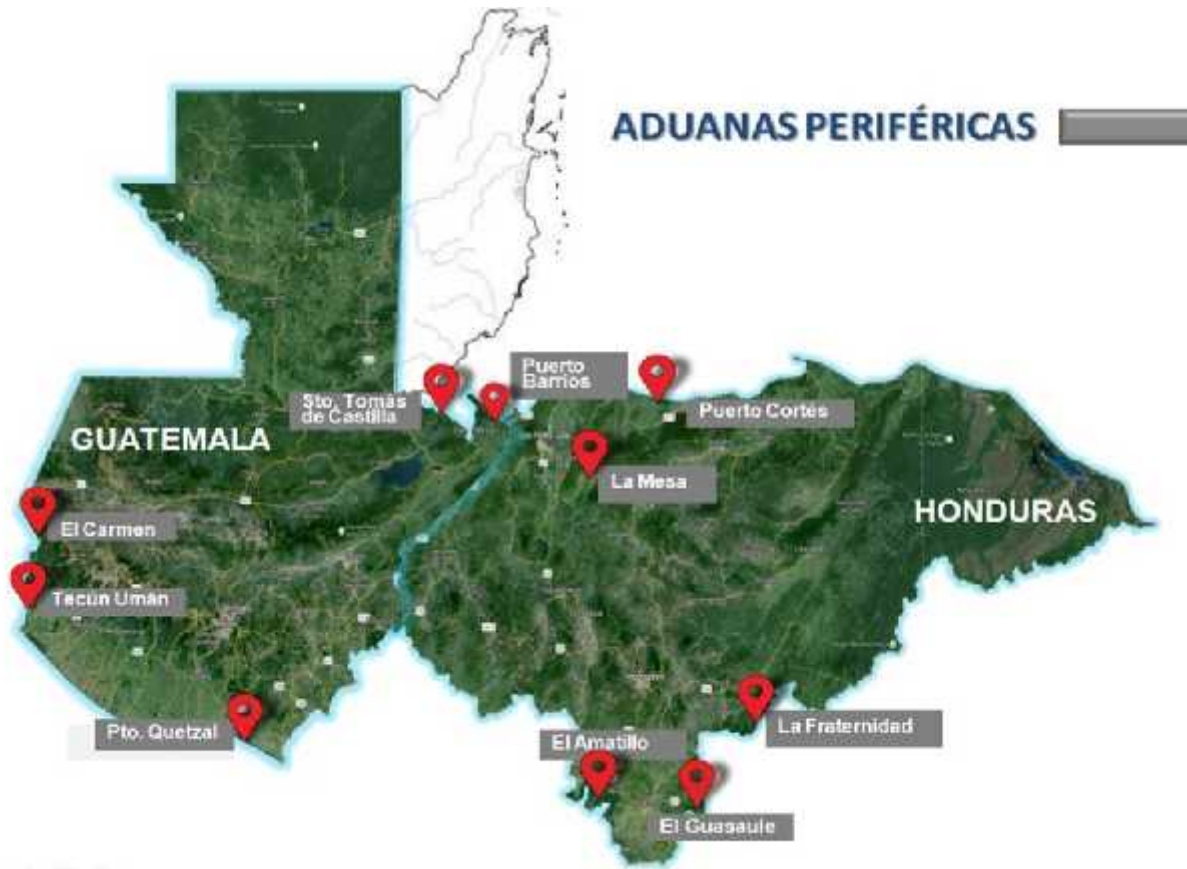 ADUANAS PERIFÉRICAS
Puerto
Barrios
Sto. Tomás
de Castilla
Puerto Cortés
GUATEMALA
La Mesa
HONDURAS
El Carmen
Tecún Umán
Pto. Quetzal
La Fraternidad
El Amatillo
El Guasaule